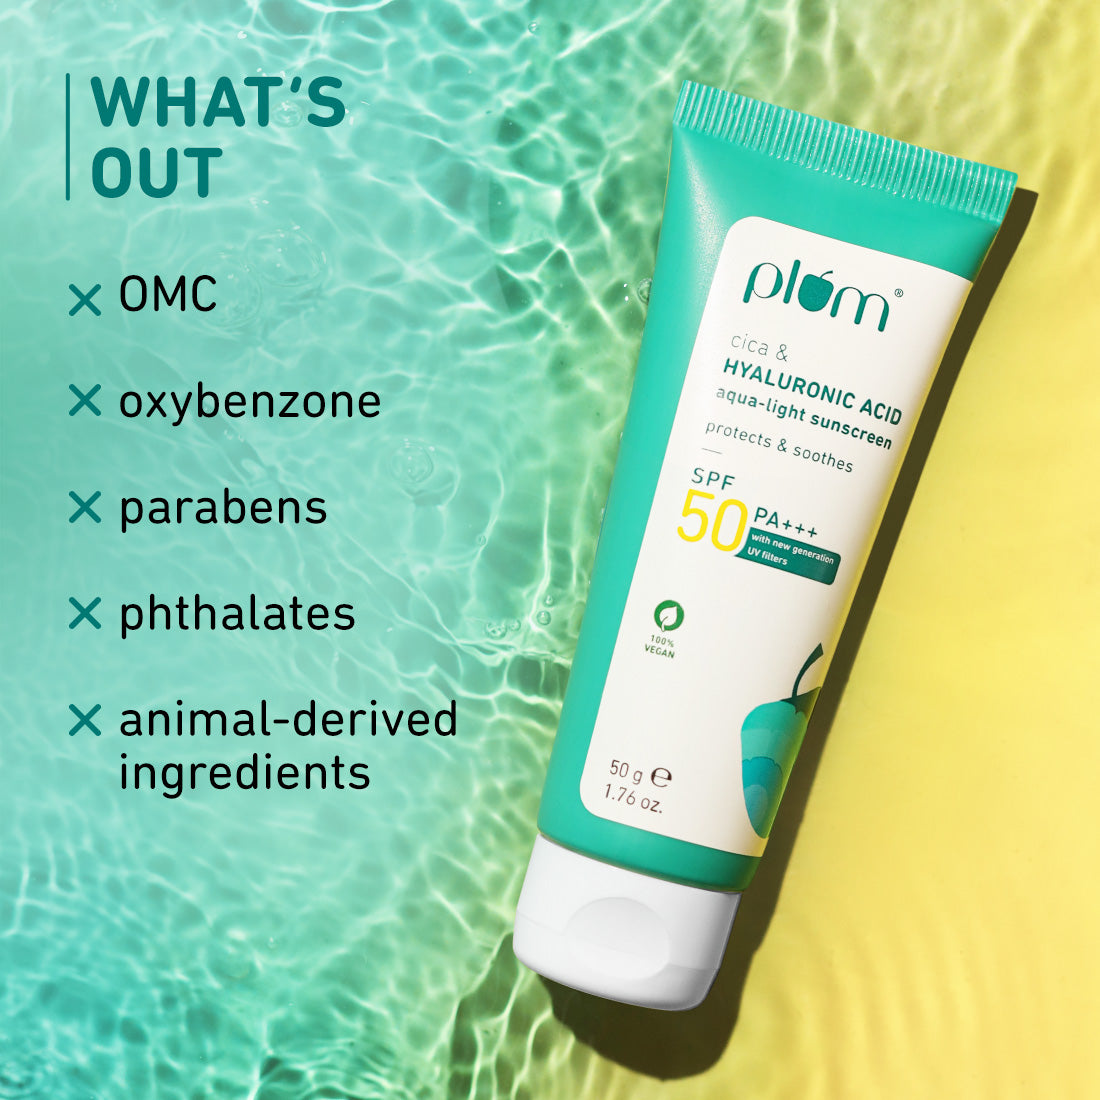 WHAT'S
OUT
× OMC
× oxybenzone
× parabens
× phthalates
× animal-derived
ingredients
plum®
cica &
HYALURONIC ACID
aqua-light sunscreen
protects & soothes
SPF
50 PA+++
with new generation
UV filters
100%
VEGAN
50 g ℮
1.76 oz.